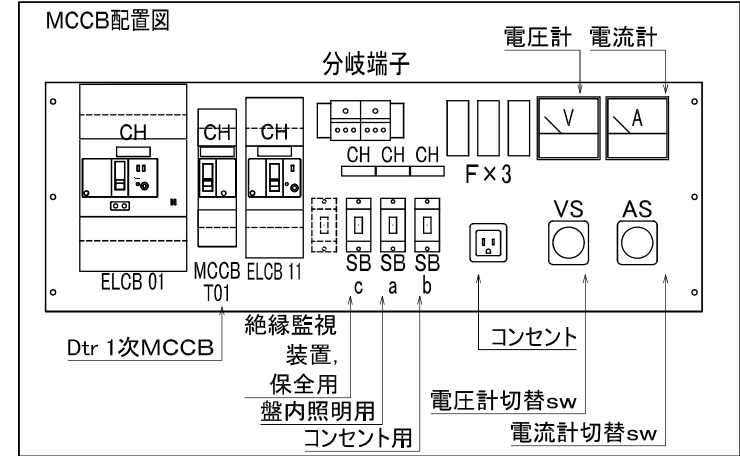 MCCB配置図
電圧計 電流計
分岐端子
CH CH CH
V A
CH CH CH
F×3
VS AS
ELCB 01
MCCB
T01
ELCB 11
SB SB SB
c a b
絶縁監視
装置,
保全用
Dtr 1次MCCB
コンセント
盤内照明用
電圧計切替sw
コンセント用
電流計切替sw